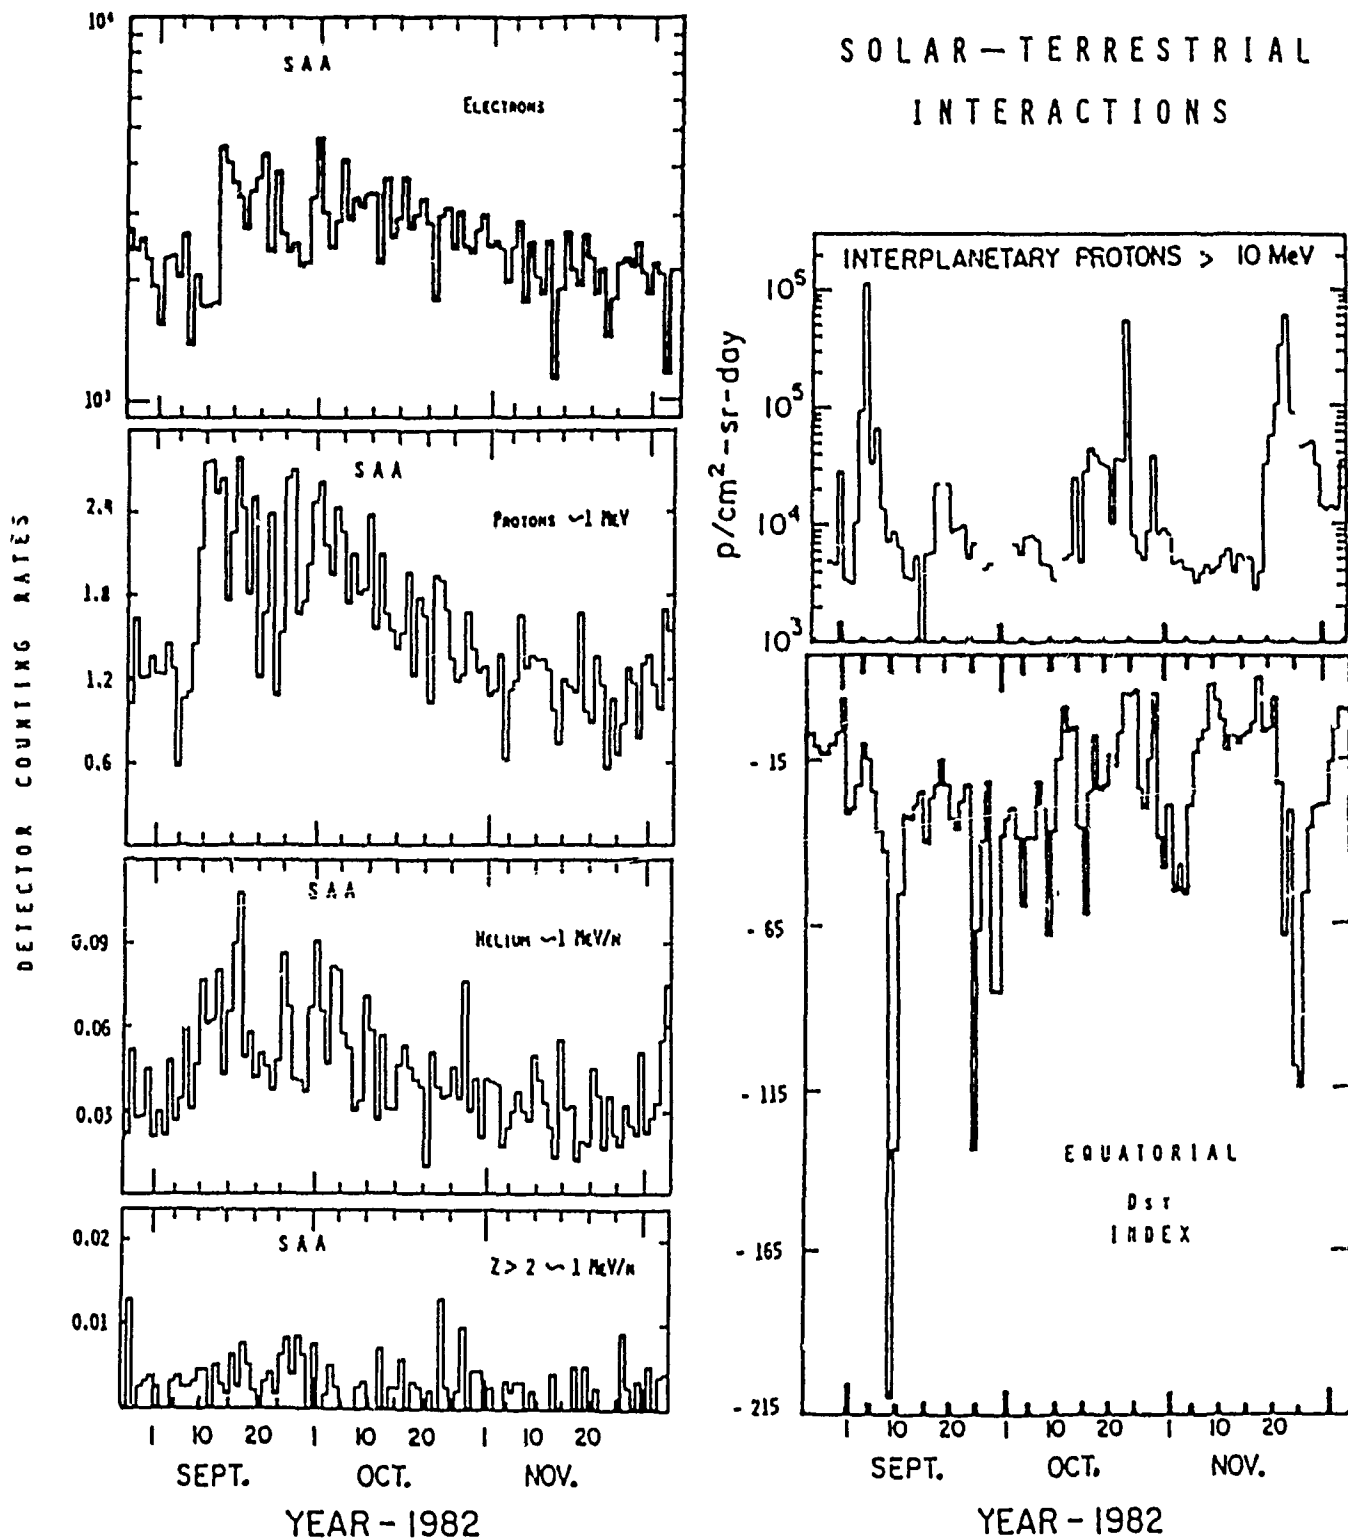 SOLAR-TERRESTRIAL
INTERACTIONS
DETECTOR COUNTING RATES
10⁴
SAA
ELECTRONS
10³
SAA
PROTONS ~1 MEV
2.4
1.8
1.2
0.6
SAA
HELIUM ~1 MEV/N
0.09
0.06
0.03
SAA
Z>2 ~1 MEV/N
0.02
0.01
1 10 20 1 10 20 1
SEPT. OCT. NOV.
YEAR-1982
INTERPLANETARY PROTONS > 10 MeV
p/cm²-sr-day
10⁵
10⁵
10⁴
10³
-15
-65
-115
-165
-215
EQUATORIAL
DST
INDEX
1 10 20 1 10 20 1 10 20
SEPT. OCT. NOV.
YEAR-1982